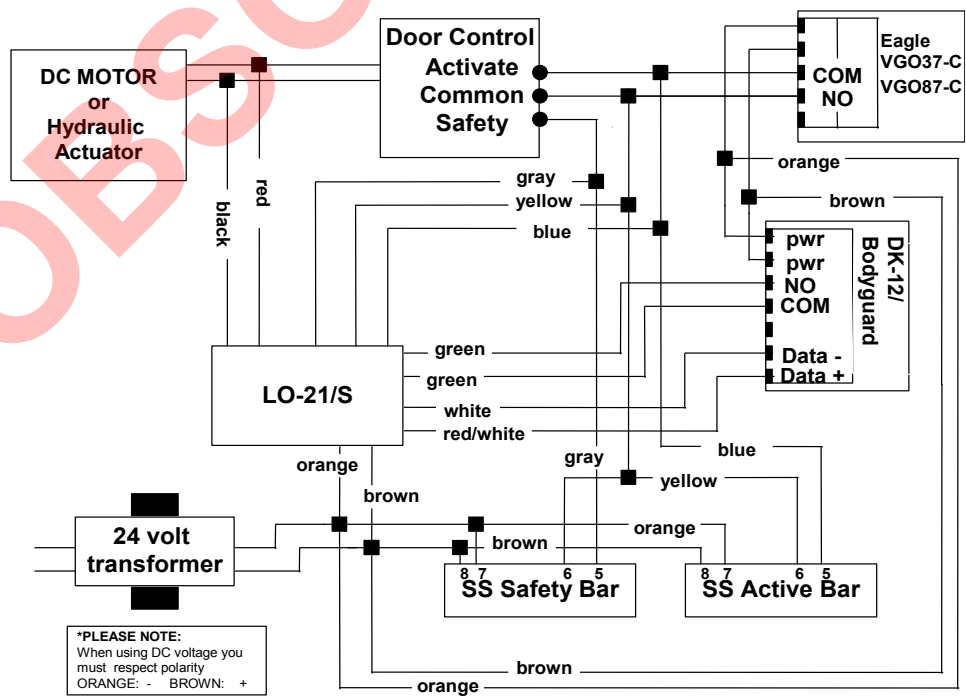 OBSO
DC MOTOR
or
Hydraulic
Actuator
Door Control
Activate
Common
Safety
COM
NO
Eagle
VGO37-C
VGO87-C
orange
brown
gray
yellow
blue
black
red
pwr
pwr
NO
COM
Data -
Data +
DK-12/
Bodyguard
LO-21/S
green
green
white
red/white
orange
brown
gray
blue
yellow
orange
brown
24 volt
transformer
8 7 6 5
SS Safety Bar
8 7 6 5
SS Active Bar
*PLEASE NOTE:
When using DC voltage you
must respect polarity
ORANGE: - BROWN: +
brown
orange